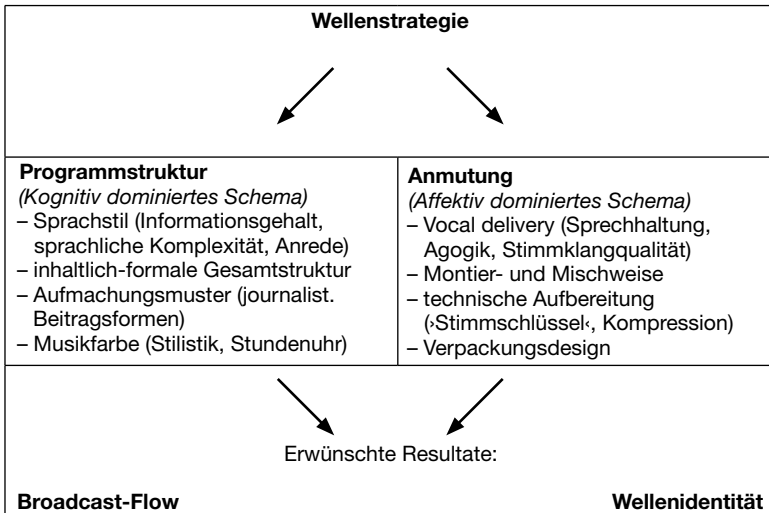 Wellenstrategie
Programmstruktur
(Kognitiv dominiertes Schema)
– Sprachstil (Informationsgehalt,
sprachliche Komplexität, Anrede)
– inhaltlich-formale Gesamtstruktur
– Aufmachungsmuster (journalist.
Beitragsformen)
– Musikfarbe (Stilistik, Stundenuhr)
Anmutung
(Affektiv dominiertes Schema)
– Vocal delivery (Sprechhaltung,
Agogik, Stimmklangqualität)
– Montier- und Mischweise
– technische Aufbereitung
(›Stimmschlüssel‹, Kompression)
– Verpackungsdesign
Erwünschte Resultate:
Broadcast-Flow
Wellenidentität